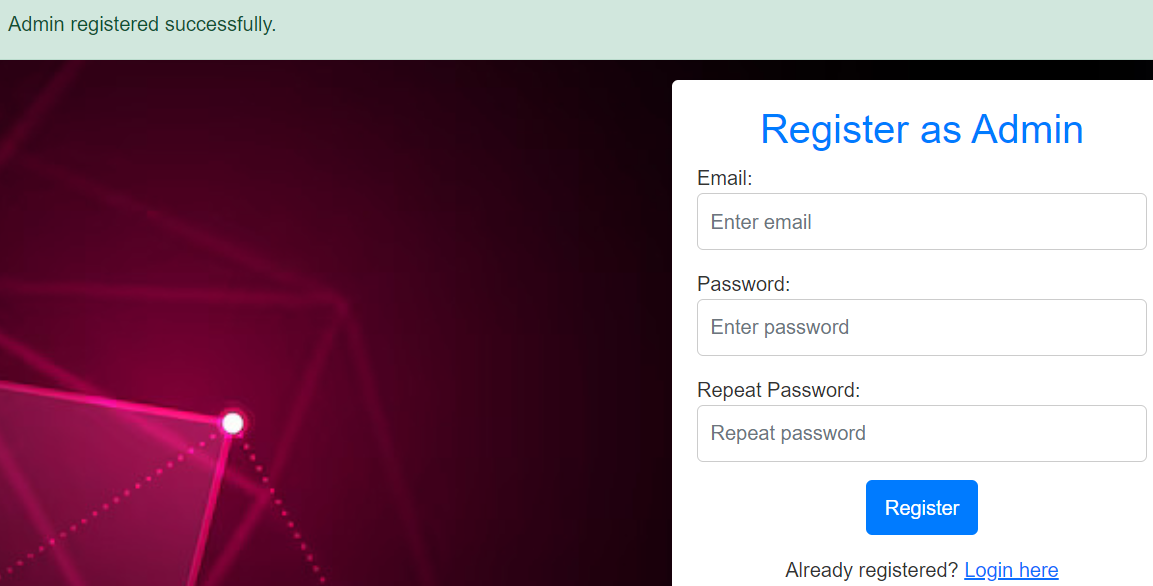 Admin registered successfully.
Register as Admin
Email:
Enter email
Password:
Enter password
Repeat Password:
Repeat password
Register
Already registered? Login here